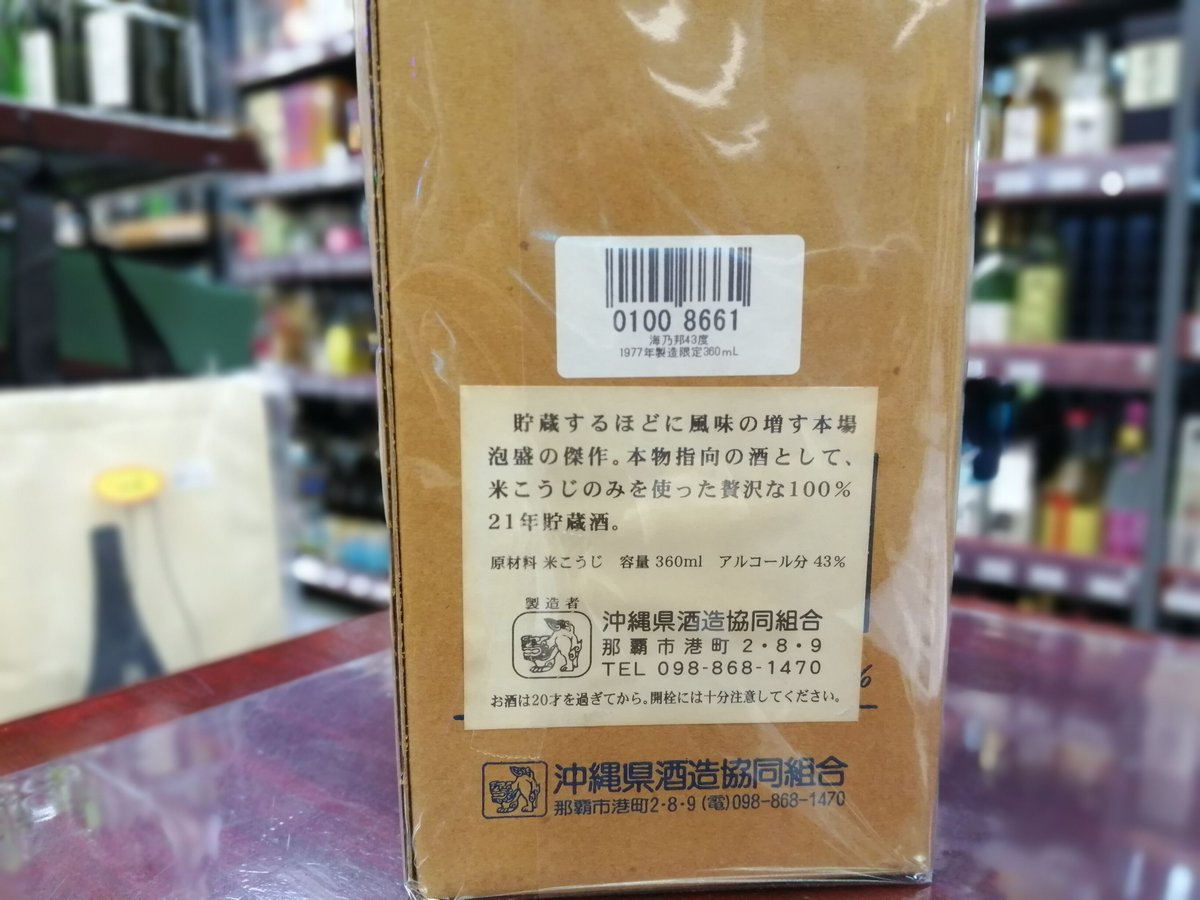 0100 8661
海乃邦43度
1977年製造限定360mL
貯蔵するほどに風味の増す本場
泡盛の傑作。本物指向の酒として、
米こうじのみを使った贅沢な100%
21年貯蔵酒。
原材料 米こうじ 容量 360ml アルコール分 43%
製造者
沖縄県酒造協同組合
那覇市港町 2・8・9
TEL 098-868-1470
お酒は20才を過ぎてから。開栓には十分注意してください。
%
沖縄県酒造協同組合
那覇市港町2・8・9(電)098-868-1470